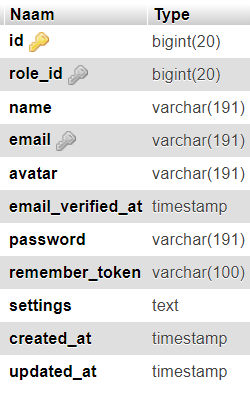 Naam Type
id bigint(20)
role_id bigint(20)
name varchar(191)
email varchar(191)
avatar varchar(191)
email_verified_at timestamp
password varchar(191)
remember_token varchar(100)
settings text
created_at timestamp
updated_at timestamp